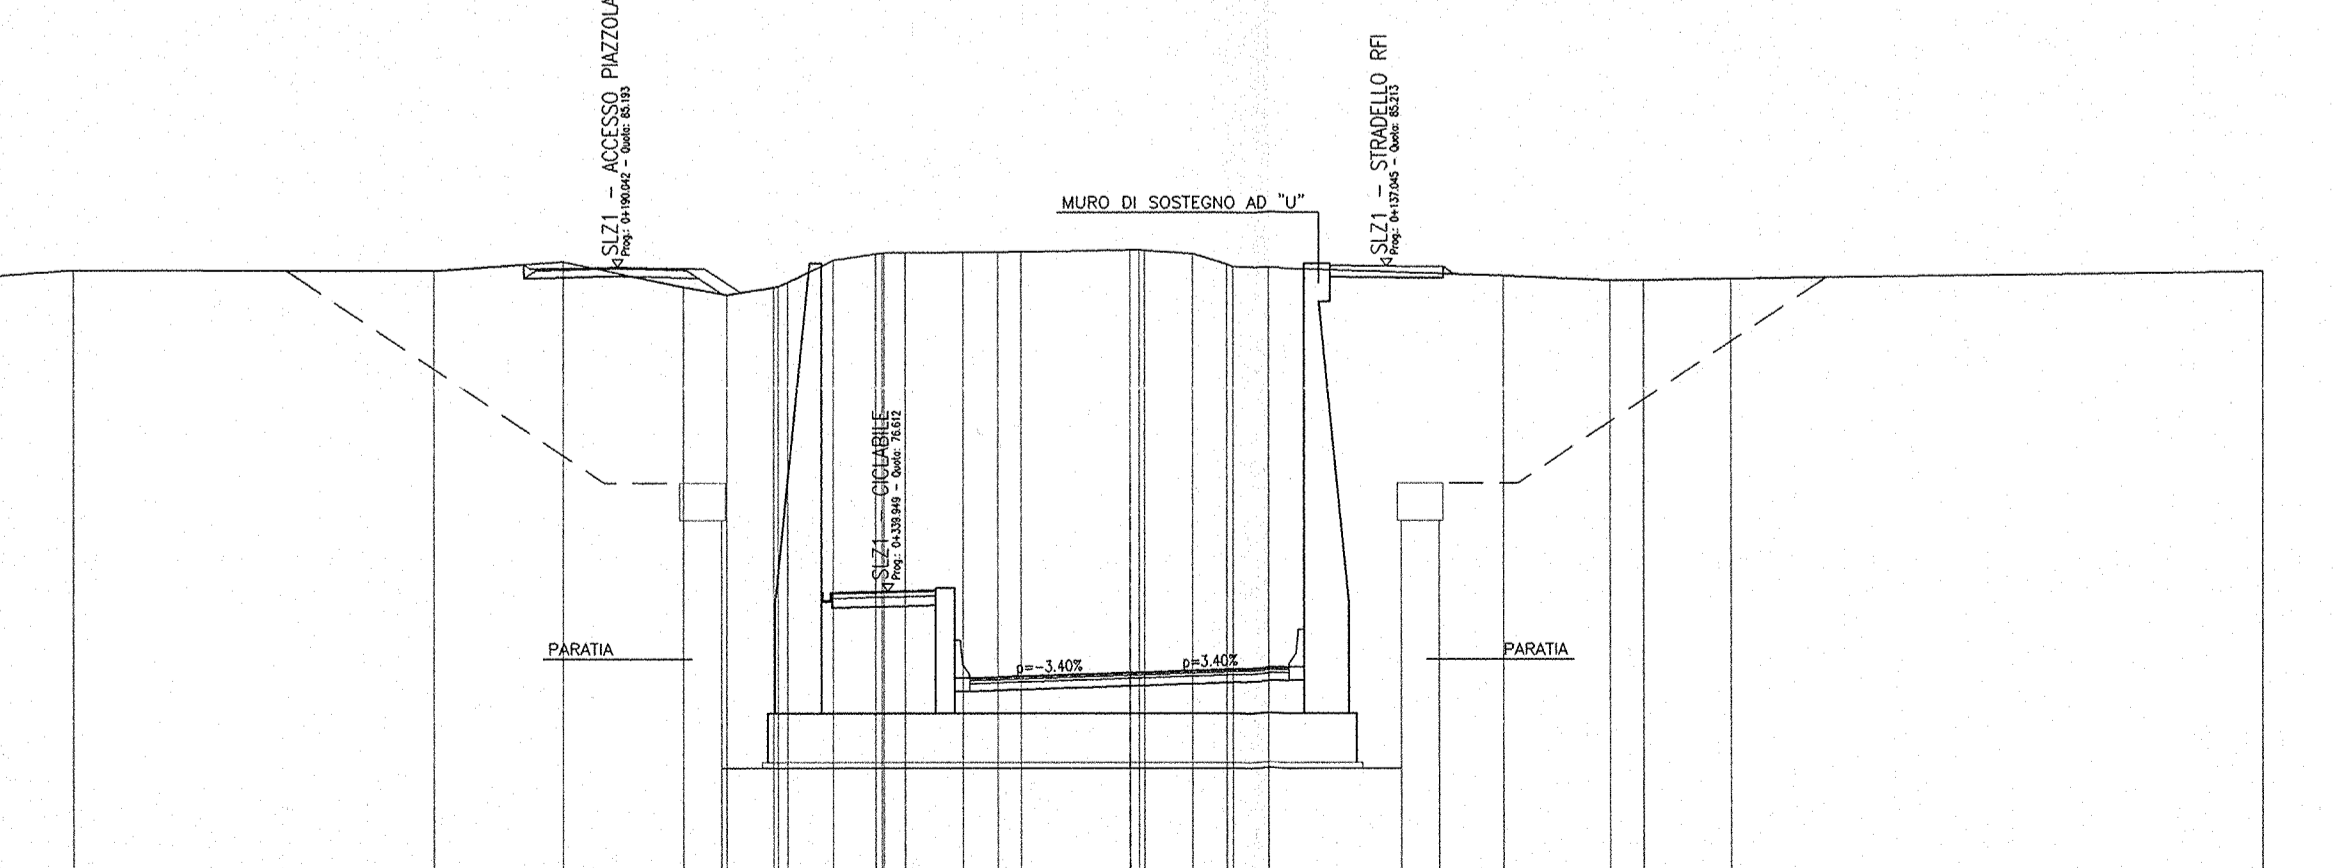 SLZ1 - ACCESSO PIAZZOLA
Prog.: 0+190.042 - Quota: 85.193
SLZ1 - STRADELLO RFI
Prog.: 0+137.045 - Quota: 85.213
MURO DI SOSTEGNO AD "U"
SLZ1 - CICLABILE
Prog.: 0+339.949 - Quota: 76.612
PARATIA
p=-3.40%
p=3.40%
PARATIA